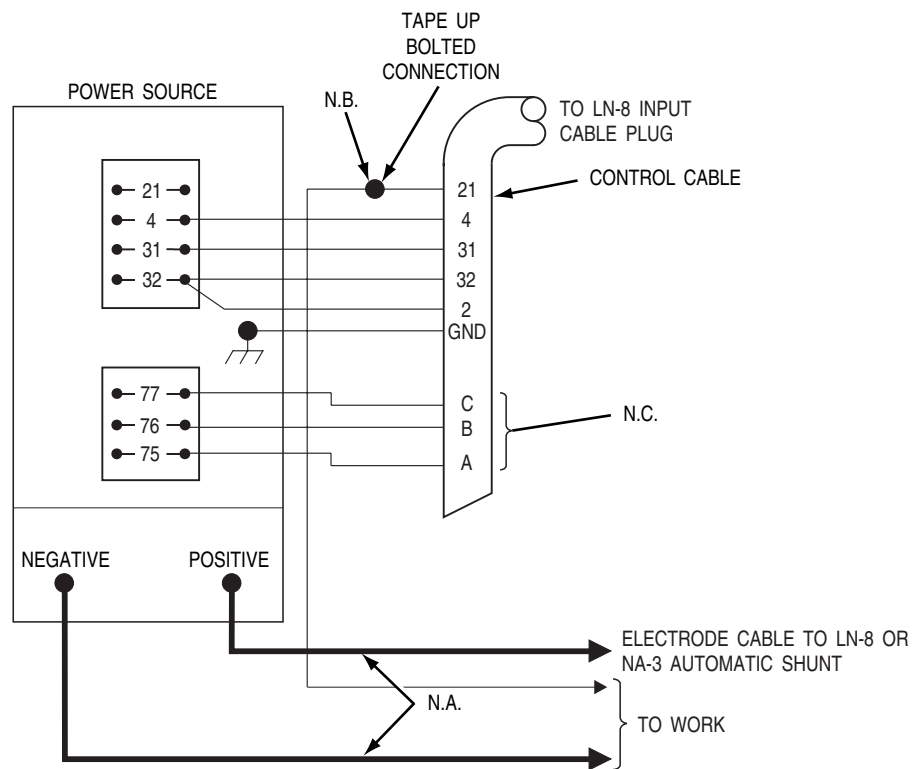 TAPE UP
BOLTED
CONNECTION
POWER SOURCE
N.B.
TO LN-8 INPUT
CABLE PLUG
CONTROL CABLE
21
4
31
32
21
4
31
32
2
GND
77
76
75
C
B
A
N.C.
NEGATIVE
POSITIVE
ELECTRODE CABLE TO LN-8 OR
NA-3 AUTOMATIC SHUNT
N.A.
TO WORK